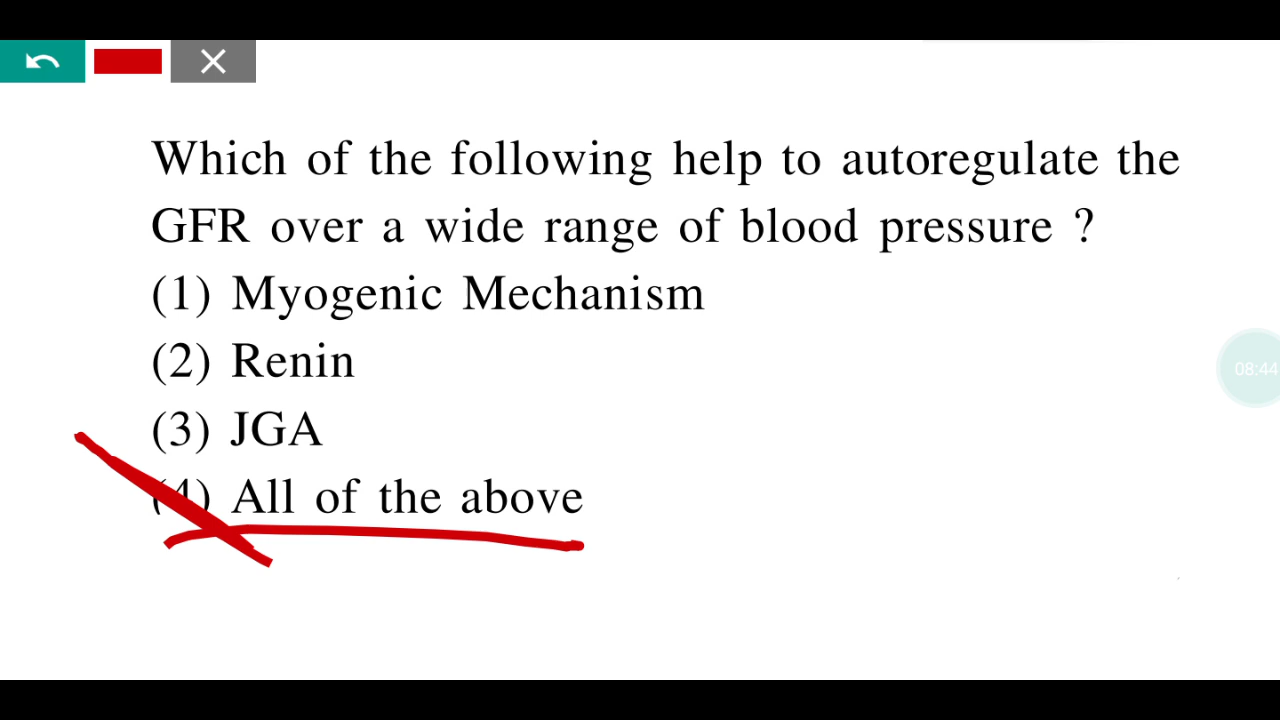 Which of the following help to autoregulate the
GFR over a wide range of blood pressure ?
(1) Myogenic Mechanism
(2) Renin
(3) JGA
(4) All of the above
08:44